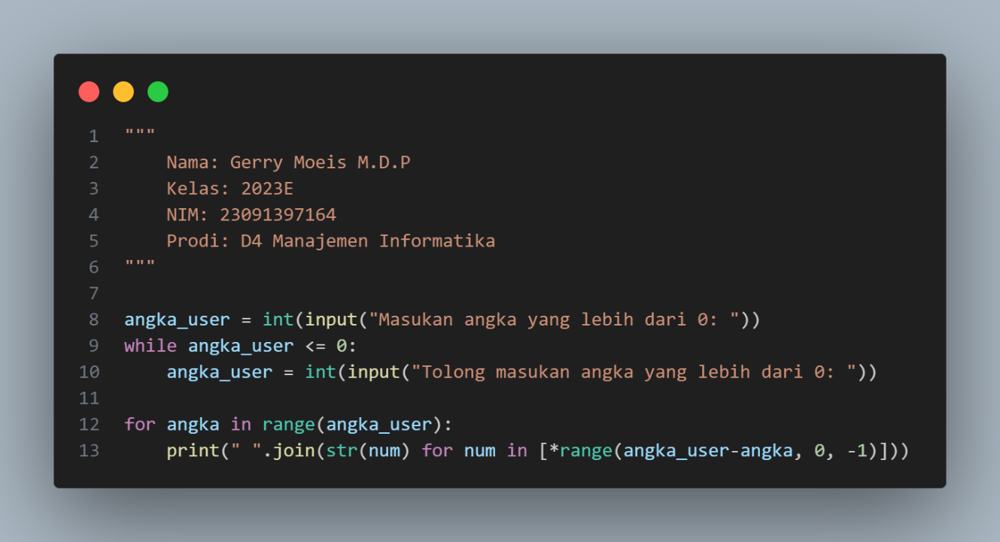 1 """
2     Nama: Gerry Moeis M.D.P
3     Kelas: 2023E
4     NIM: 23091397164
5     Prodi: D4 Manajemen Informatika
6 """
7
8 angka_user = int(input("Masukan angka yang lebih dari 0: "))
9 while angka_user <= 0:
10     angka_user = int(input("Tolong masukan angka yang lebih dari 0: "))
11
12 for angka in range(angka_user):
13     print(" ".join(str(num) for num in [*range(angka_user-angka, 0, -1)]))